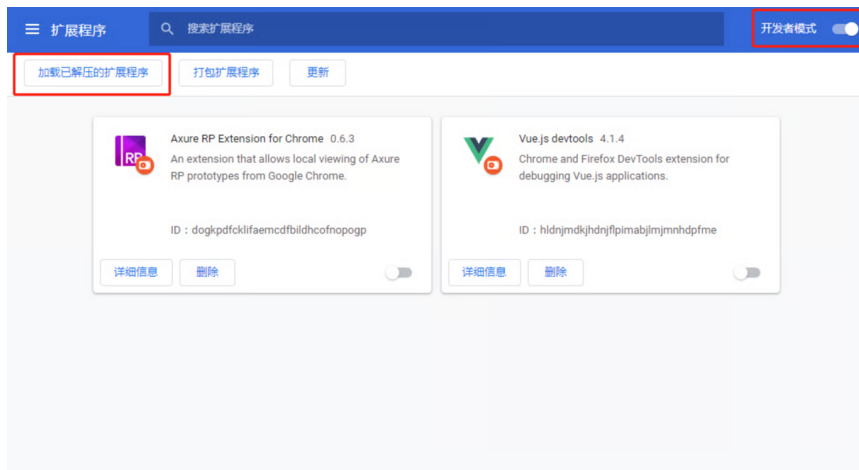 扩展程序
搜索扩展程序
开发者模式
加载已解压的扩展程序
打包扩展程序
更新
RP
Axure RP Extension for Chrome 0.6.3
An extension that allows local viewing of Axure
RP prototypes from Google Chrome.
ID：dogkpdfcklifaemcdfbildhcofnopogp
详细信息
删除
Vue.js devtools 4.1.4
Chrome and Firefox DevTools extension for
debugging Vue.js applications.
ID：hldnjmdkjhdnjflpimabjlmjmnhdpfme
详细信息
删除